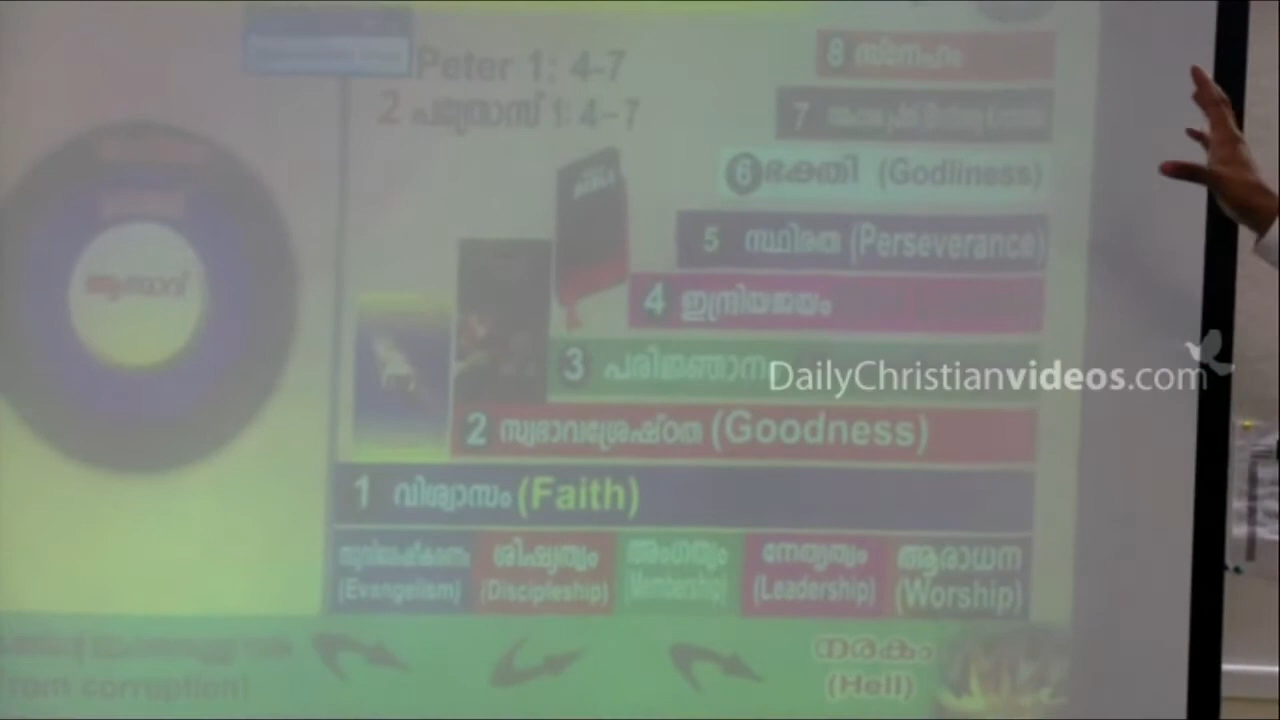 Peter 1: 4-7
2 പത്രോസ് 1: 4-7
8 സ്നേഹം
7
6 ഭക്തി (Godliness)
5 സ്ഥിരത (Perseverance)
4 ഇന്ദ്രിയജയം
3 പരിജ്ഞാനം
DailyChristianvideos.com
2 സ്വഭാവശ്രേഷ്ഠത (Goodness)
1 വിശ്വാസം (Faith)
ആത്മാവ്
(Evangelism)
ശിഷ്യത്വം
(Discipleship)
അംഗത്വം
(Membership)
നേതൃത്വം
(Leadership)
ആരാധന
(Worship)
from corruption)
നരകം
(Hell)